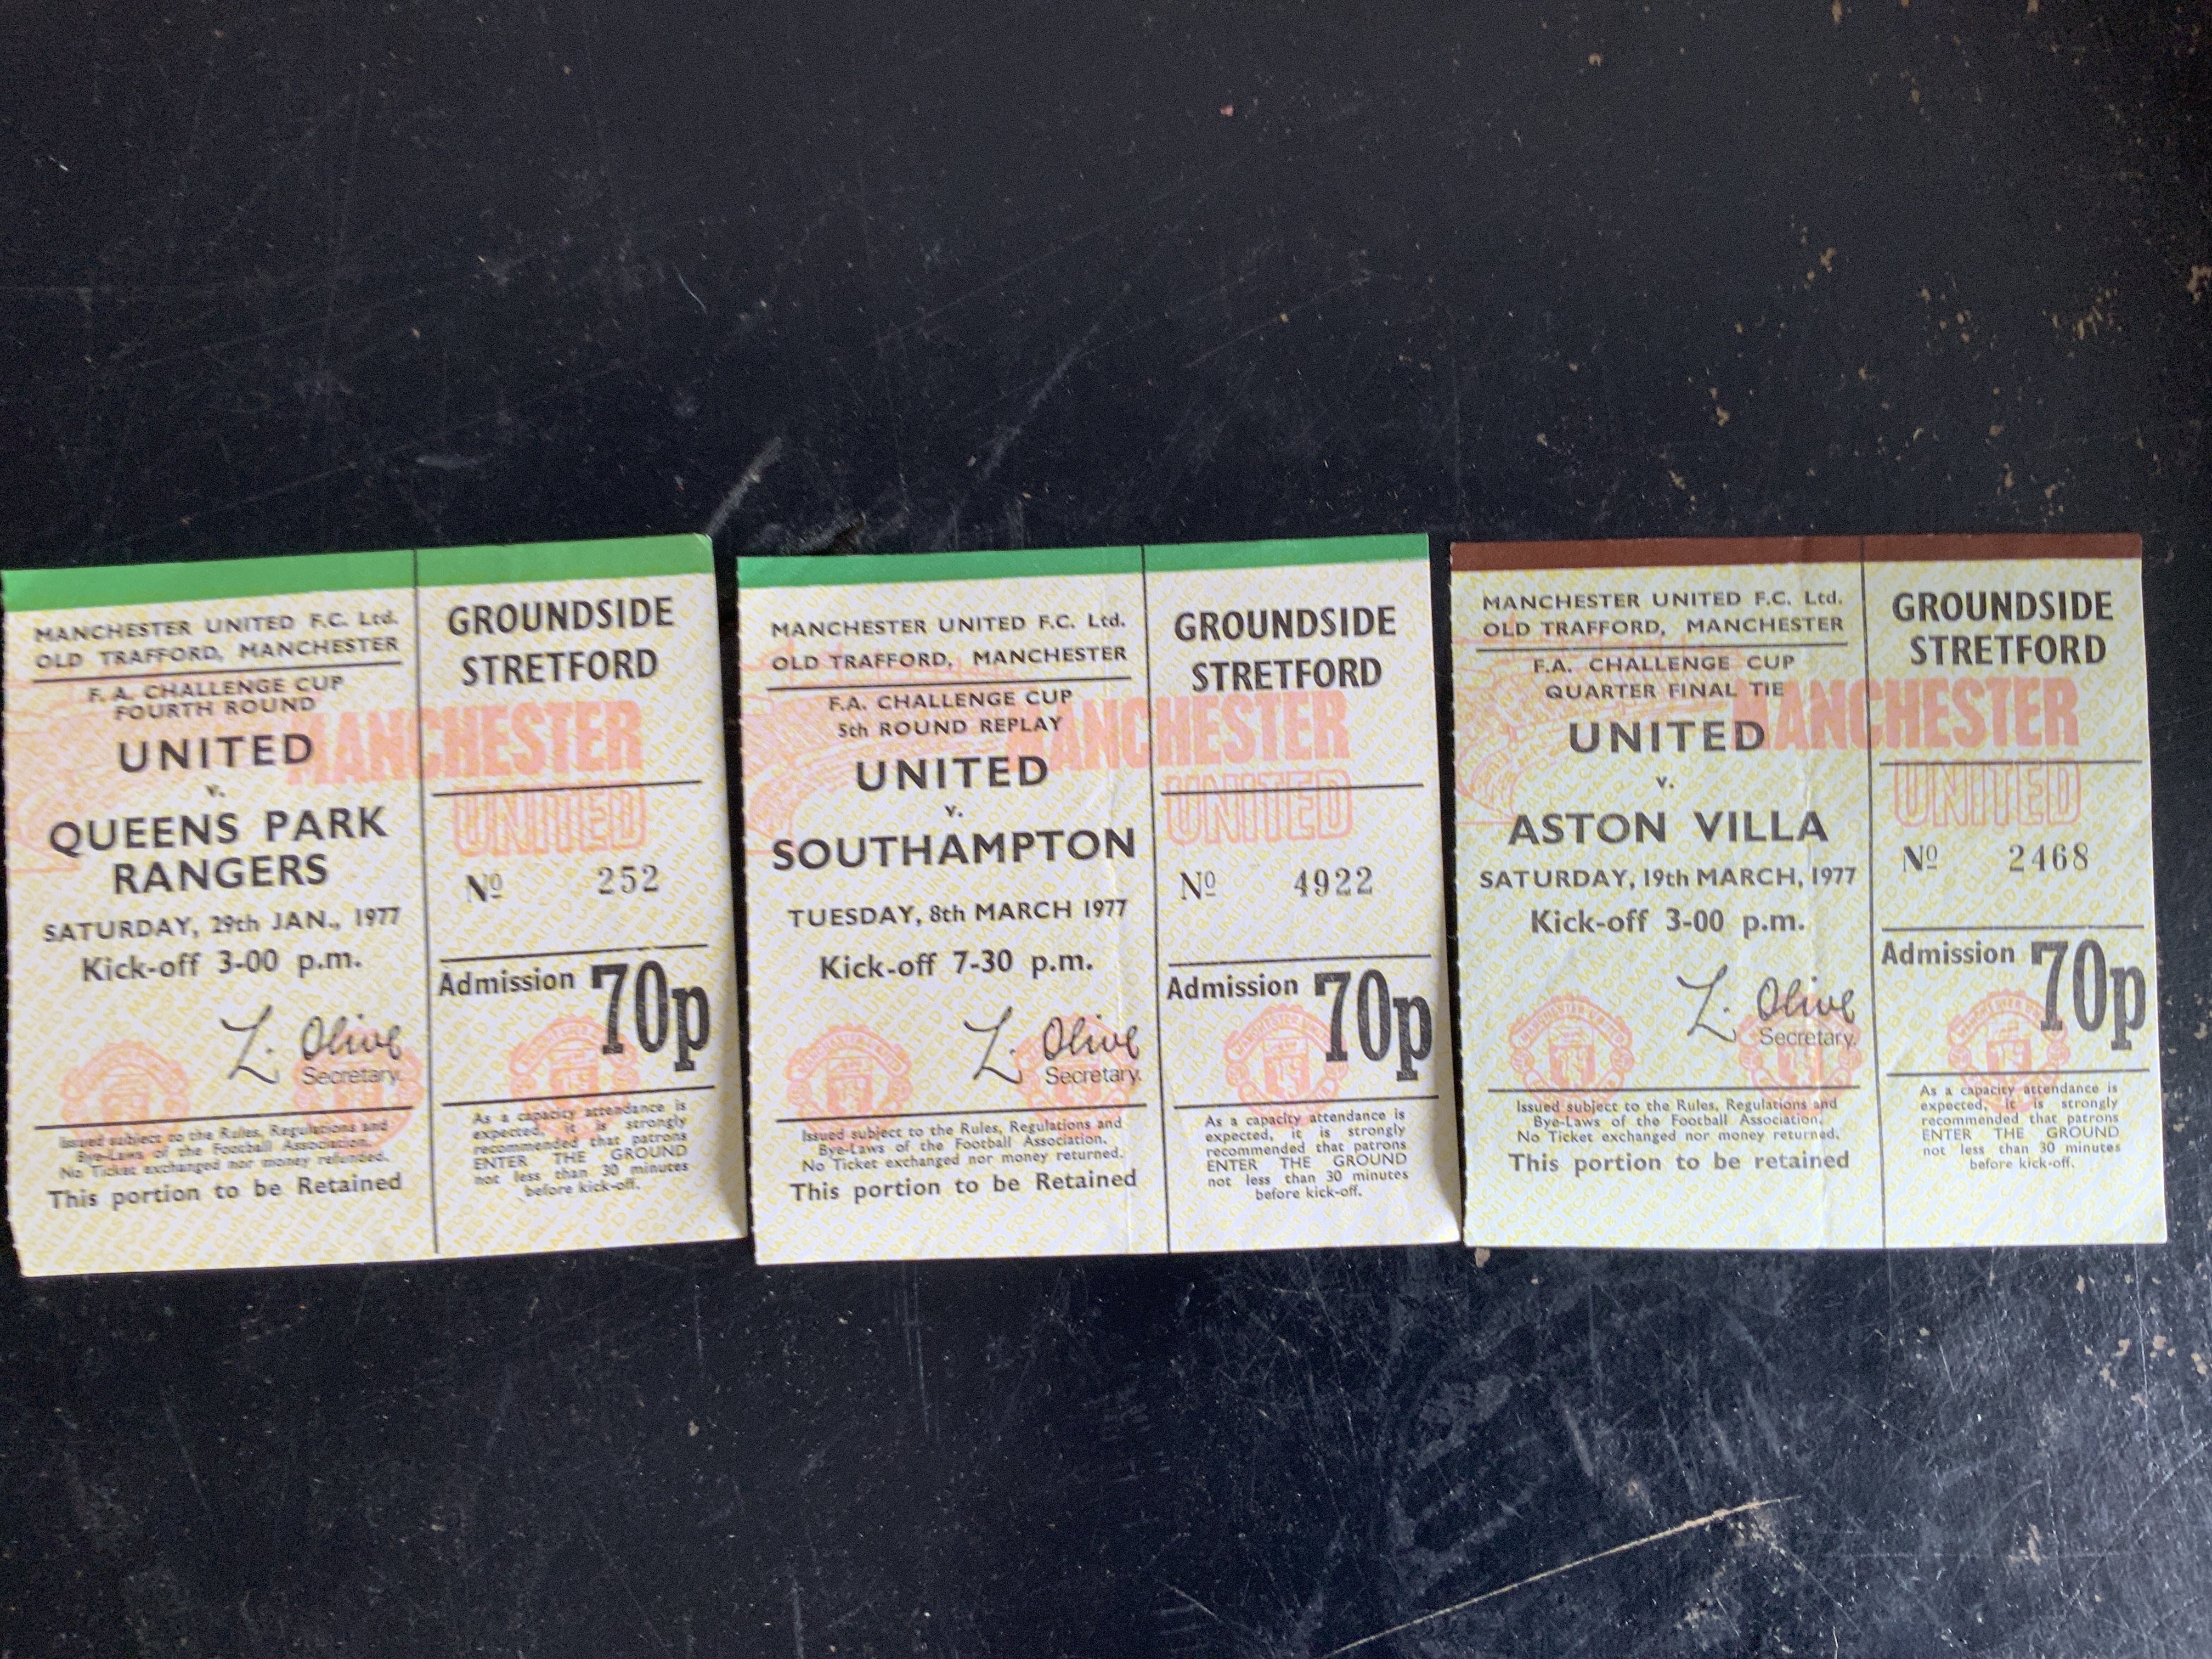 MANCHESTER UNITED F.C. Ltd.
OLD TRAFFORD, MANCHESTER
F.A. CHALLENGE CUP
FOURTH ROUND
UNITED
v.
QUEENS PARK
RANGERS
SATURDAY, 29th JAN., 1977
Kick-off 3-00 p.m.
L. Olive
Secretary.
Issued subject to the Rules, Regulations and
Bye-Laws of the Football Association.
No Ticket exchanged nor money refunded.
This portion to be Retained
GROUNDSIDE
STRETFORD
MANCHESTER
UNITED
Nº 252
Admission 70p
As a capacity attendance is
expected, it is strongly
recommended that patrons
ENTER THE GROUND
not less than 30 minutes
before kick-off.
MANCHESTER UNITED F.C. Ltd.
OLD TRAFFORD, MANCHESTER
F.A. CHALLENGE CUP
5th ROUND REPLAY
UNITED
v.
SOUTHAMPTON
TUESDAY, 8th MARCH 1977
Kick-off 7-30 p.m.
L. Olive
Secretary.
Issued subject to the Rules, Regulations and
Bye-Laws of the Football Association.
No Ticket exchanged nor money returned.
This portion to be Retained
GROUNDSIDE
STRETFORD
MANCHESTER
UNITED
Nº 4922
Admission 70p
As a capacity attendance is
expected, it is strongly
recommended that patrons
ENTER THE GROUND
not less than 30 minutes
before kick-off.
MANCHESTER UNITED F.C. Ltd.
OLD TRAFFORD, MANCHESTER
F.A. CHALLENGE CUP
QUARTER FINAL TIE
UNITED
v.
ASTON VILLA
SATURDAY, 19th MARCH, 1977
Kick-off 3-00 p.m.
L. Olive
Secretary.
Issued subject to the Rules, Regulations and
Bye-Laws of the Football Association.
No Ticket exchanged nor money returned.
This portion to be retained
GROUNDSIDE
STRETFORD
MANCHESTER
UNITED
Nº 2468
Admission 70p
As a capacity attendance is
expected, it is strongly
recommended that patrons
ENTER THE GROUND
not less than 30 minutes
before kick-off.